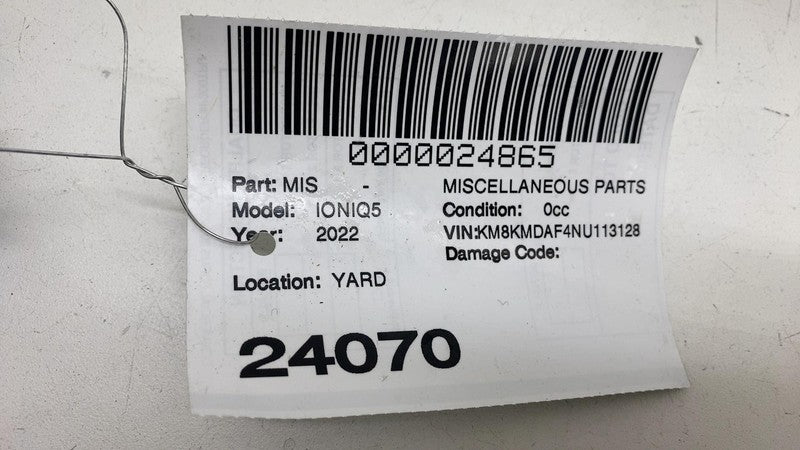 0000024865
Part: MIS - MISCELLANEOUS PARTS
Model: IONIQ5 Condition: 0cc
Year: 2022 VIN:KM8KMDAF4NU113128
Damage Code:
Location: YARD
24070